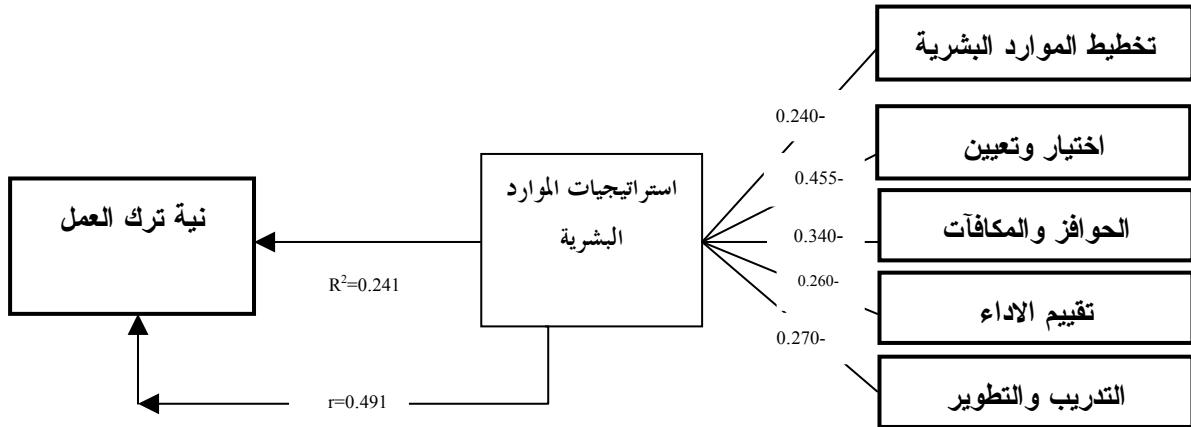 تخطيط الموارد البشرية
0.240-
اختيار وتعيين
0.455-
استراتيجيات الموارد
البشرية
نية ترك العمل
الحوافز والمكافآت
0.340-
R²=0.241
0.260-
تقييم الاداء
0.270-
التدريب والتطوير
r=0.491